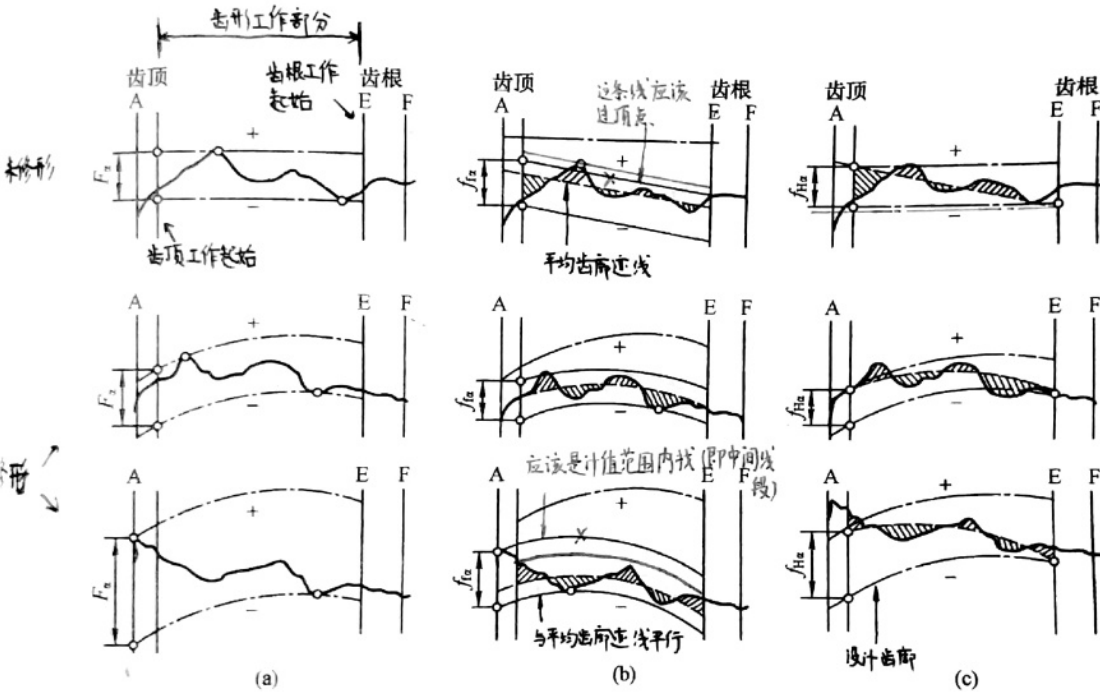 齿形工作部分
齿顶
齿根工作
起始
齿根
A
E
F
未修形
+
Fα
−
齿顶工作起始
齿顶
这条线应该
过顶点
齿根
A
E
F
ffα
+
×
−
平均齿廓迹线
齿顶
齿根
A
E
F
fHα
+
−
A
E
F
+
Fα
−
A
E
F
+
ffα
−
A
E
F
+
fHα
−
修形
A
E
F
+
Fα
−
应该是计值范围内找(即中间线
段)
A
E
F
+
×
ffα
−
与平均齿廓迹线平行
A
E
F
+
fHα
−
设计齿廓
(a)
(b)
(c)